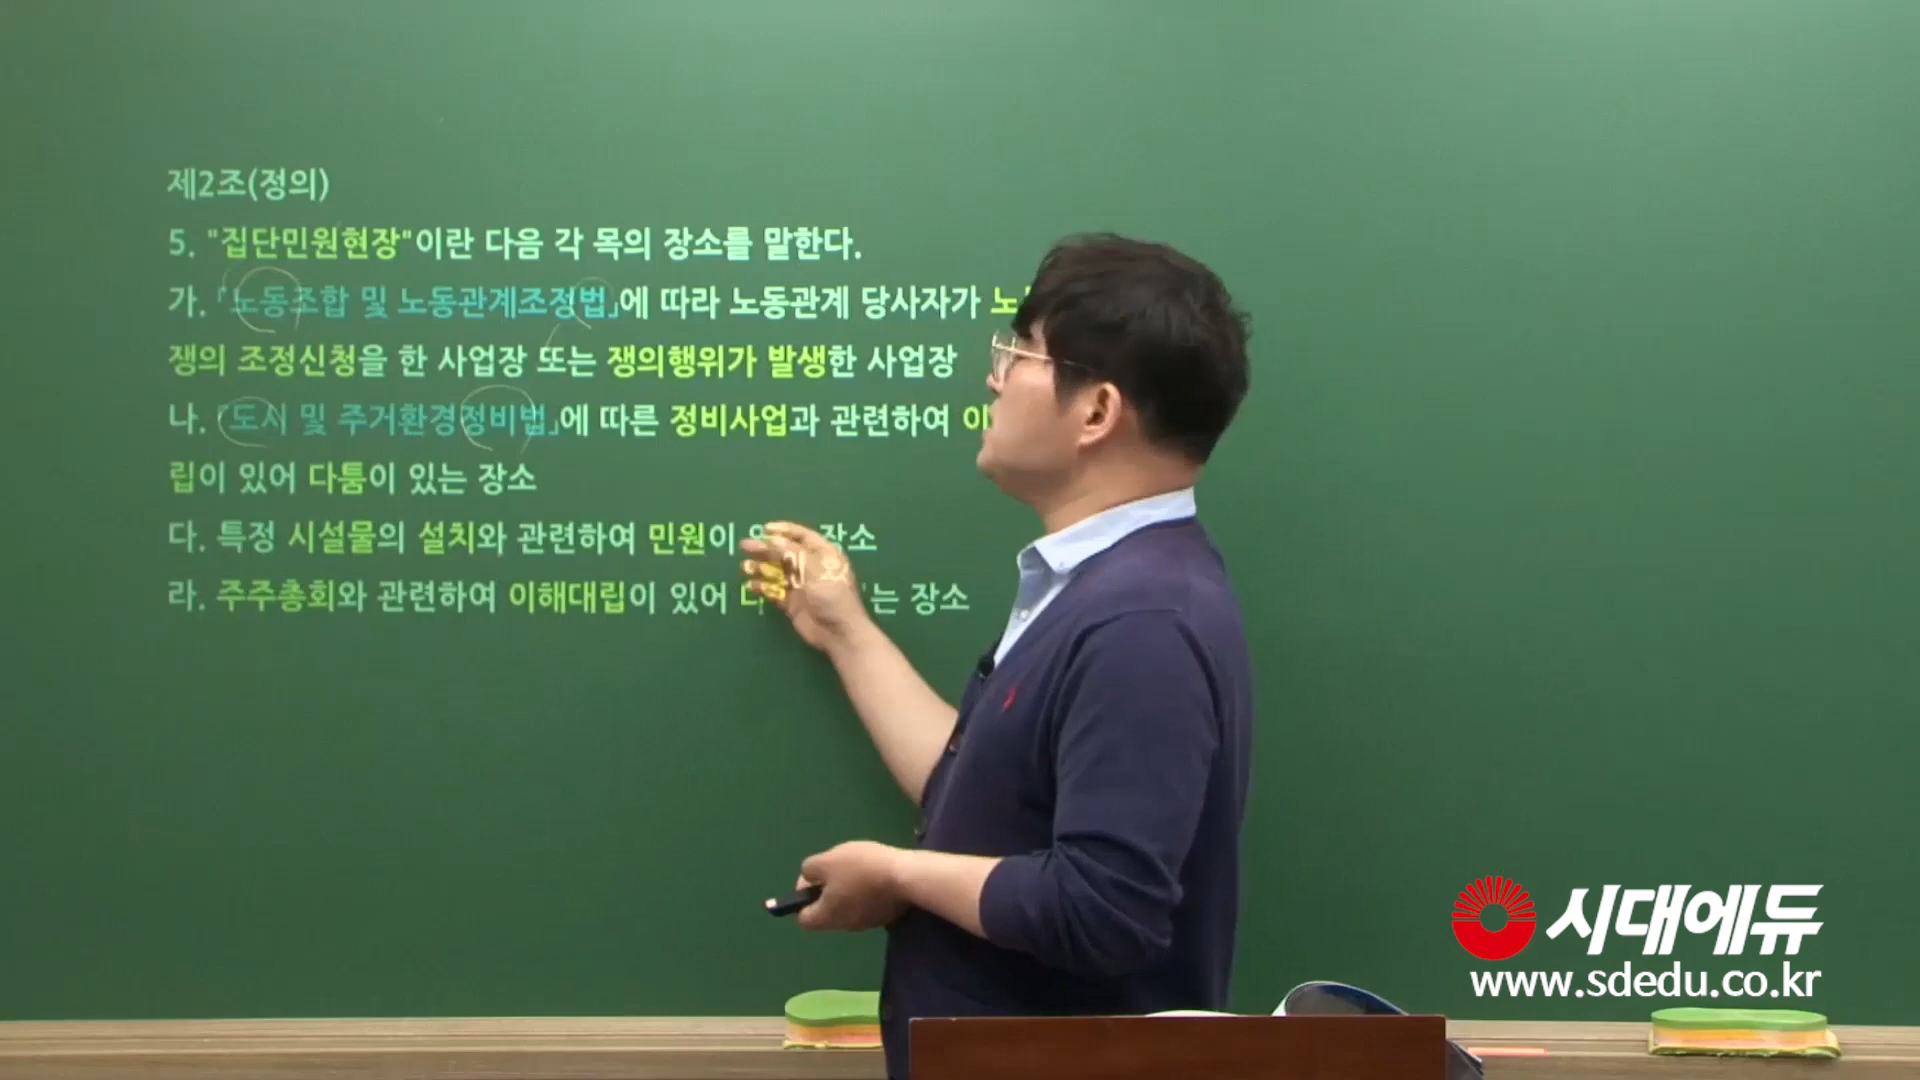 제2조(정의)
5. "집단민원현장"이란 다음 각 목의 장소를 말한다.
가. 「노동조합 및 노동관계조정법」에 따라 노동관계 당사자가
쟁의 조정신청을 한 사업장 또는 쟁의행위가 발생한 사업장
나. 「도시 및 주거환경정비법」에 따른 정비사업과 관련하여
립이 있어 다툼이 있는 장소
다. 특정 시설물의 설치와 관련하여 민원이 장소
라. 주주총회와 관련하여 이해대립이 있어 는 장소
시대에듀
www.sdedu.co.kr